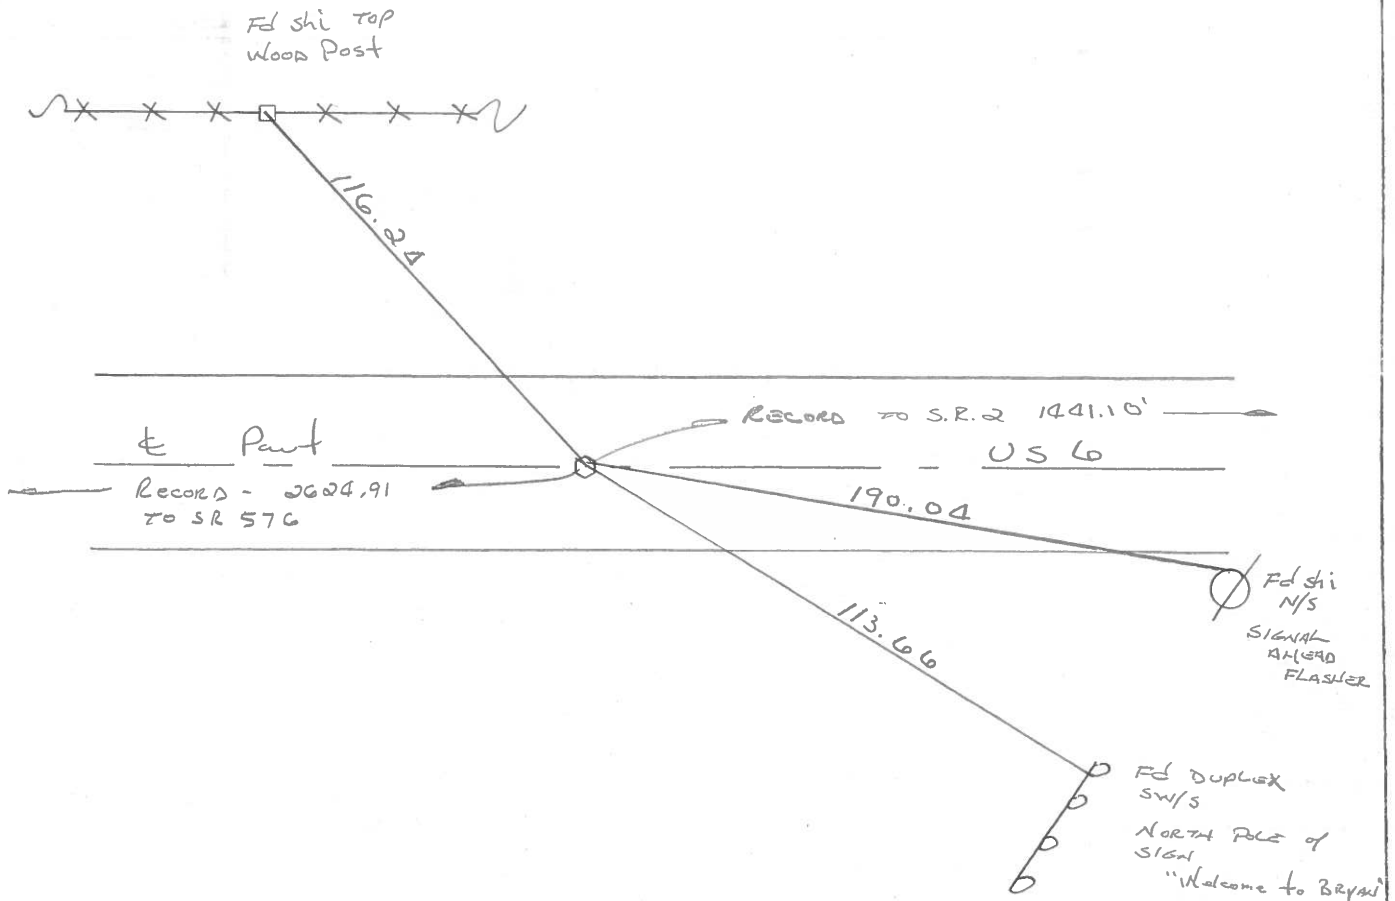 Fd shi TOP
WOOD Post
116.24
RECORD TO S.R.2 1441.10'
℄ Pavt
US 6
RECORD - 2624.91
TO SR 576
190.04
Fd shi
N/S
SIGNAL
AHEAD
FLASHER
113.66
Fd DUPLEX
SW/S
NORTH POLE of
SIGN
"Welcome to BRYAN"